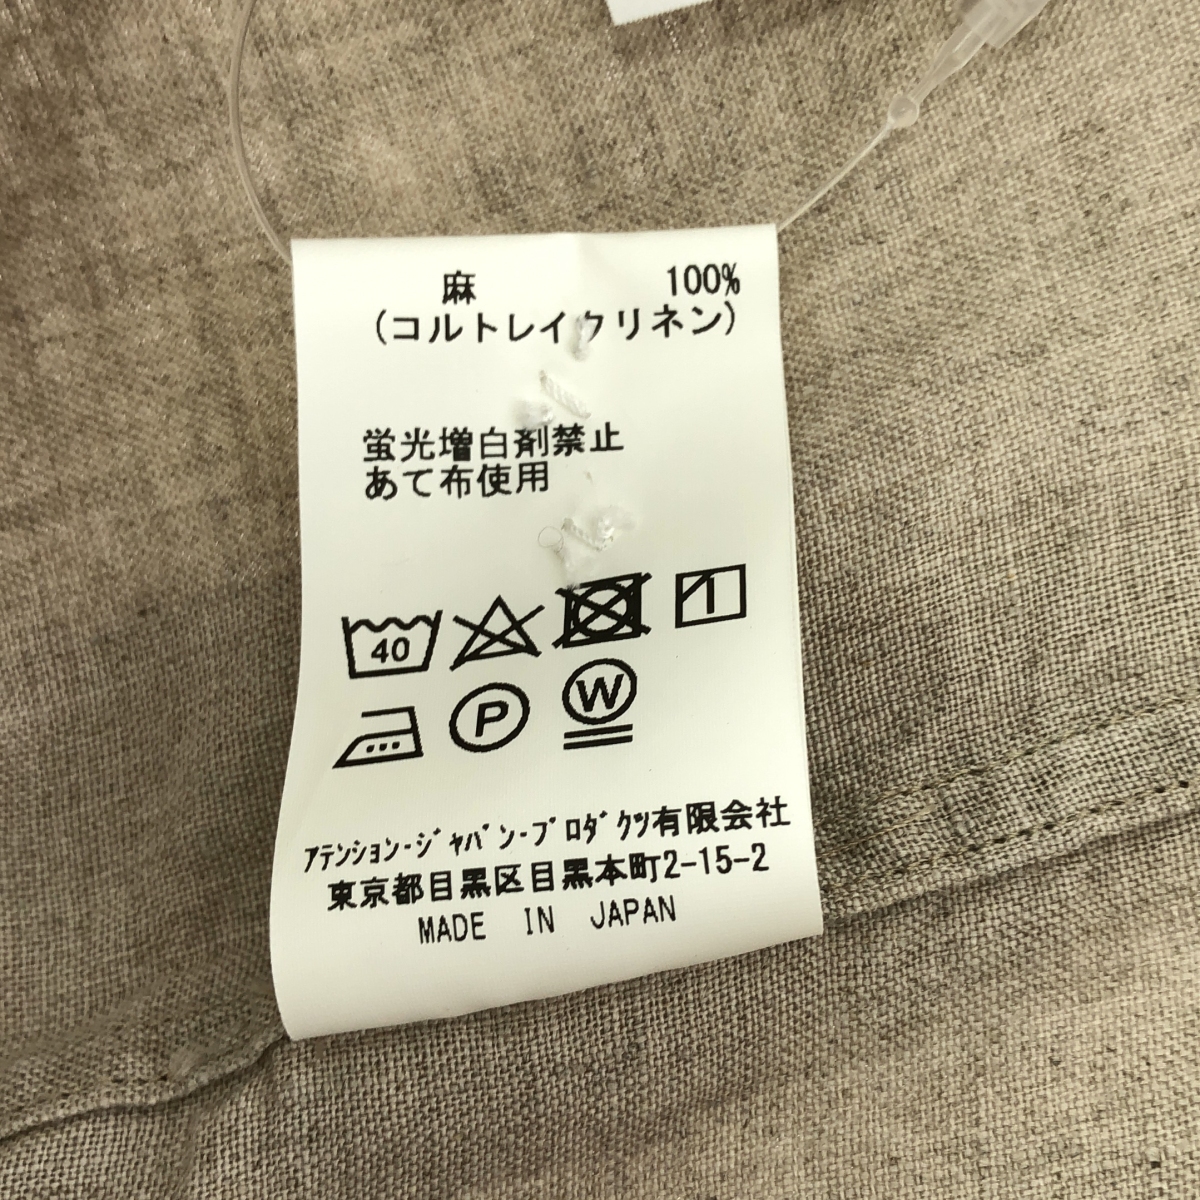 麻 100%
(コルトレイクリネン)
蛍光増白剤禁止
あて布使用
40
P
W
アテンション・ジャパン・プロダクツ有限会社
東京都目黒区目黒本町2-15-2
MADE IN JAPAN